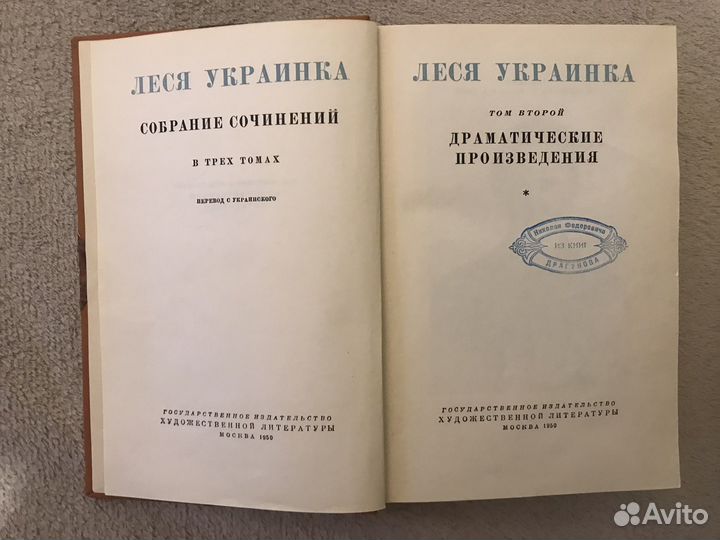 ЛЕСЯ УКРАИНКА
СОБРАНИЕ СОЧИНЕНИЙ
В ТРЕХ ТОМАХ
ПЕРЕВОД С УКРАИНСКОГО
ГОСУДАРСТВЕННОЕ ИЗДАТЕЛЬСТВО
ХУДОЖЕСТВЕННОЙ ЛИТЕРАТУРЫ
МОСКВА 1950
ЛЕСЯ УКРАИНКА
ТОМ ВТОРОЙ
ДРАМАТИЧЕСКИЕ
ПРОИЗВЕДЕНИЯ
*
Николая Федоровича
ИЗ КНИГ
ДРАГУНОВА
ГОСУДАРСТВЕННОЕ ИЗДАТЕЛЬСТВО
ХУДОЖЕСТВЕННОЙ ЛИТЕРАТУРЫ
МОСКВА 1950
Avito